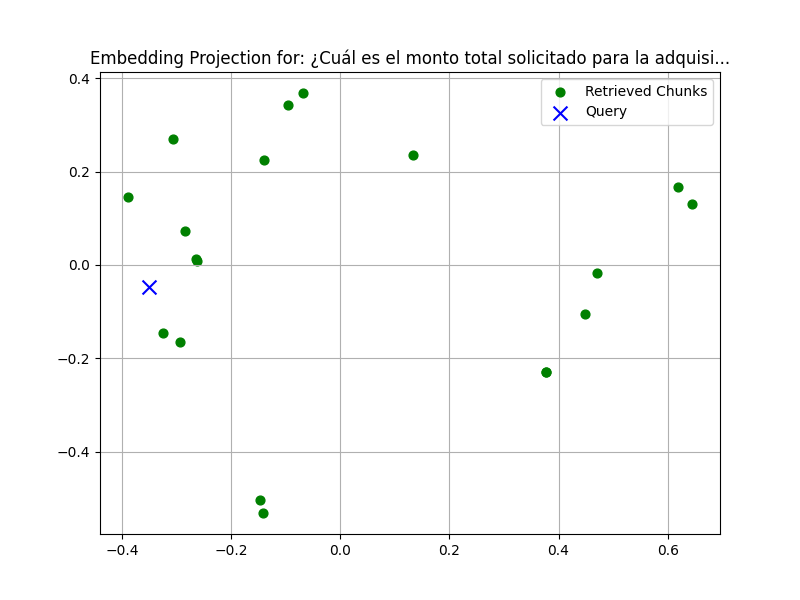 Embedding Projection for: ¿Cuál es el monto total solicitado para la adquisi...
Retrieved Chunks
Query
0.4
0.2
0.0
−0.2
−0.4
−0.4 −0.2 0.0 0.2 0.4 0.6